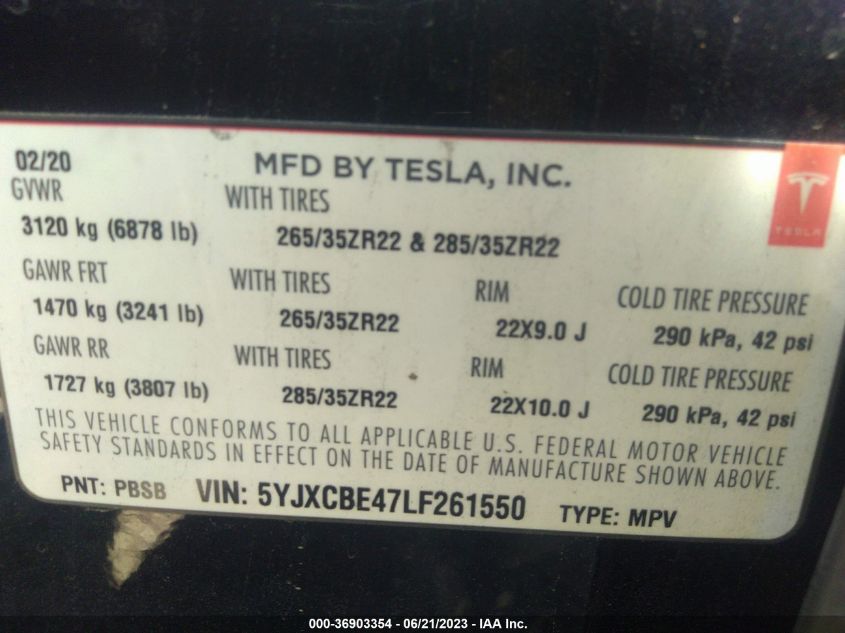 02/20 MFD BY TESLA, INC.
GVWR WITH TIRES
3120 kg (6878 lb) 265/35ZR22 & 285/35ZR22
TESLA
GAWR FRT WITH TIRES RIM COLD TIRE PRESSURE
1470 kg (3241 lb) 265/35ZR22 22X9.0 J 290 kPa, 42 psi
GAWR RR WITH TIRES RIM COLD TIRE PRESSURE
1727 kg (3807 lb) 285/35ZR22 22X10.0 J 290 kPa, 42 psi
THIS VEHICLE CONFORMS TO ALL APPLICABLE U.S. FEDERAL MOTOR VEHICLE
SAFETY STANDARDS IN EFFECT ON THE DATE OF MANUFACTURE SHOWN ABOVE.
PNT: PBSB VIN: 5YJXCBE47LF261550 TYPE: MPV
000-36903354 - 06/21/2023 - IAA Inc.